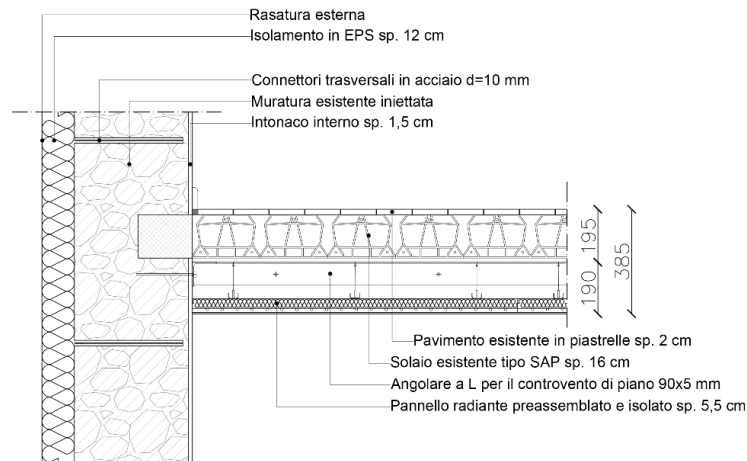 Rasatura esterna
Isolamento in EPS sp. 12 cm
Connettori trasversali in acciaio d=10 mm
Muratura esistente iniettata
Intonaco interno sp. 1,5 cm
195
190
385
Pavimento esistente in piastrelle sp. 2 cm
Solaio esistente tipo SAP sp. 16 cm
Angolare a L per il controvento di piano 90x5 mm
Pannello radiante preassemblato e isolato sp. 5,5 cm